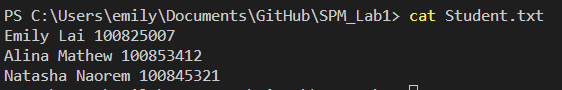 PS C:\Users\emily\Documents\GitHub\SPM_Lab1> cat Student.txt
Emily Lai 100825007
Alina Mathew 100853412
Natasha Naorem 100845321